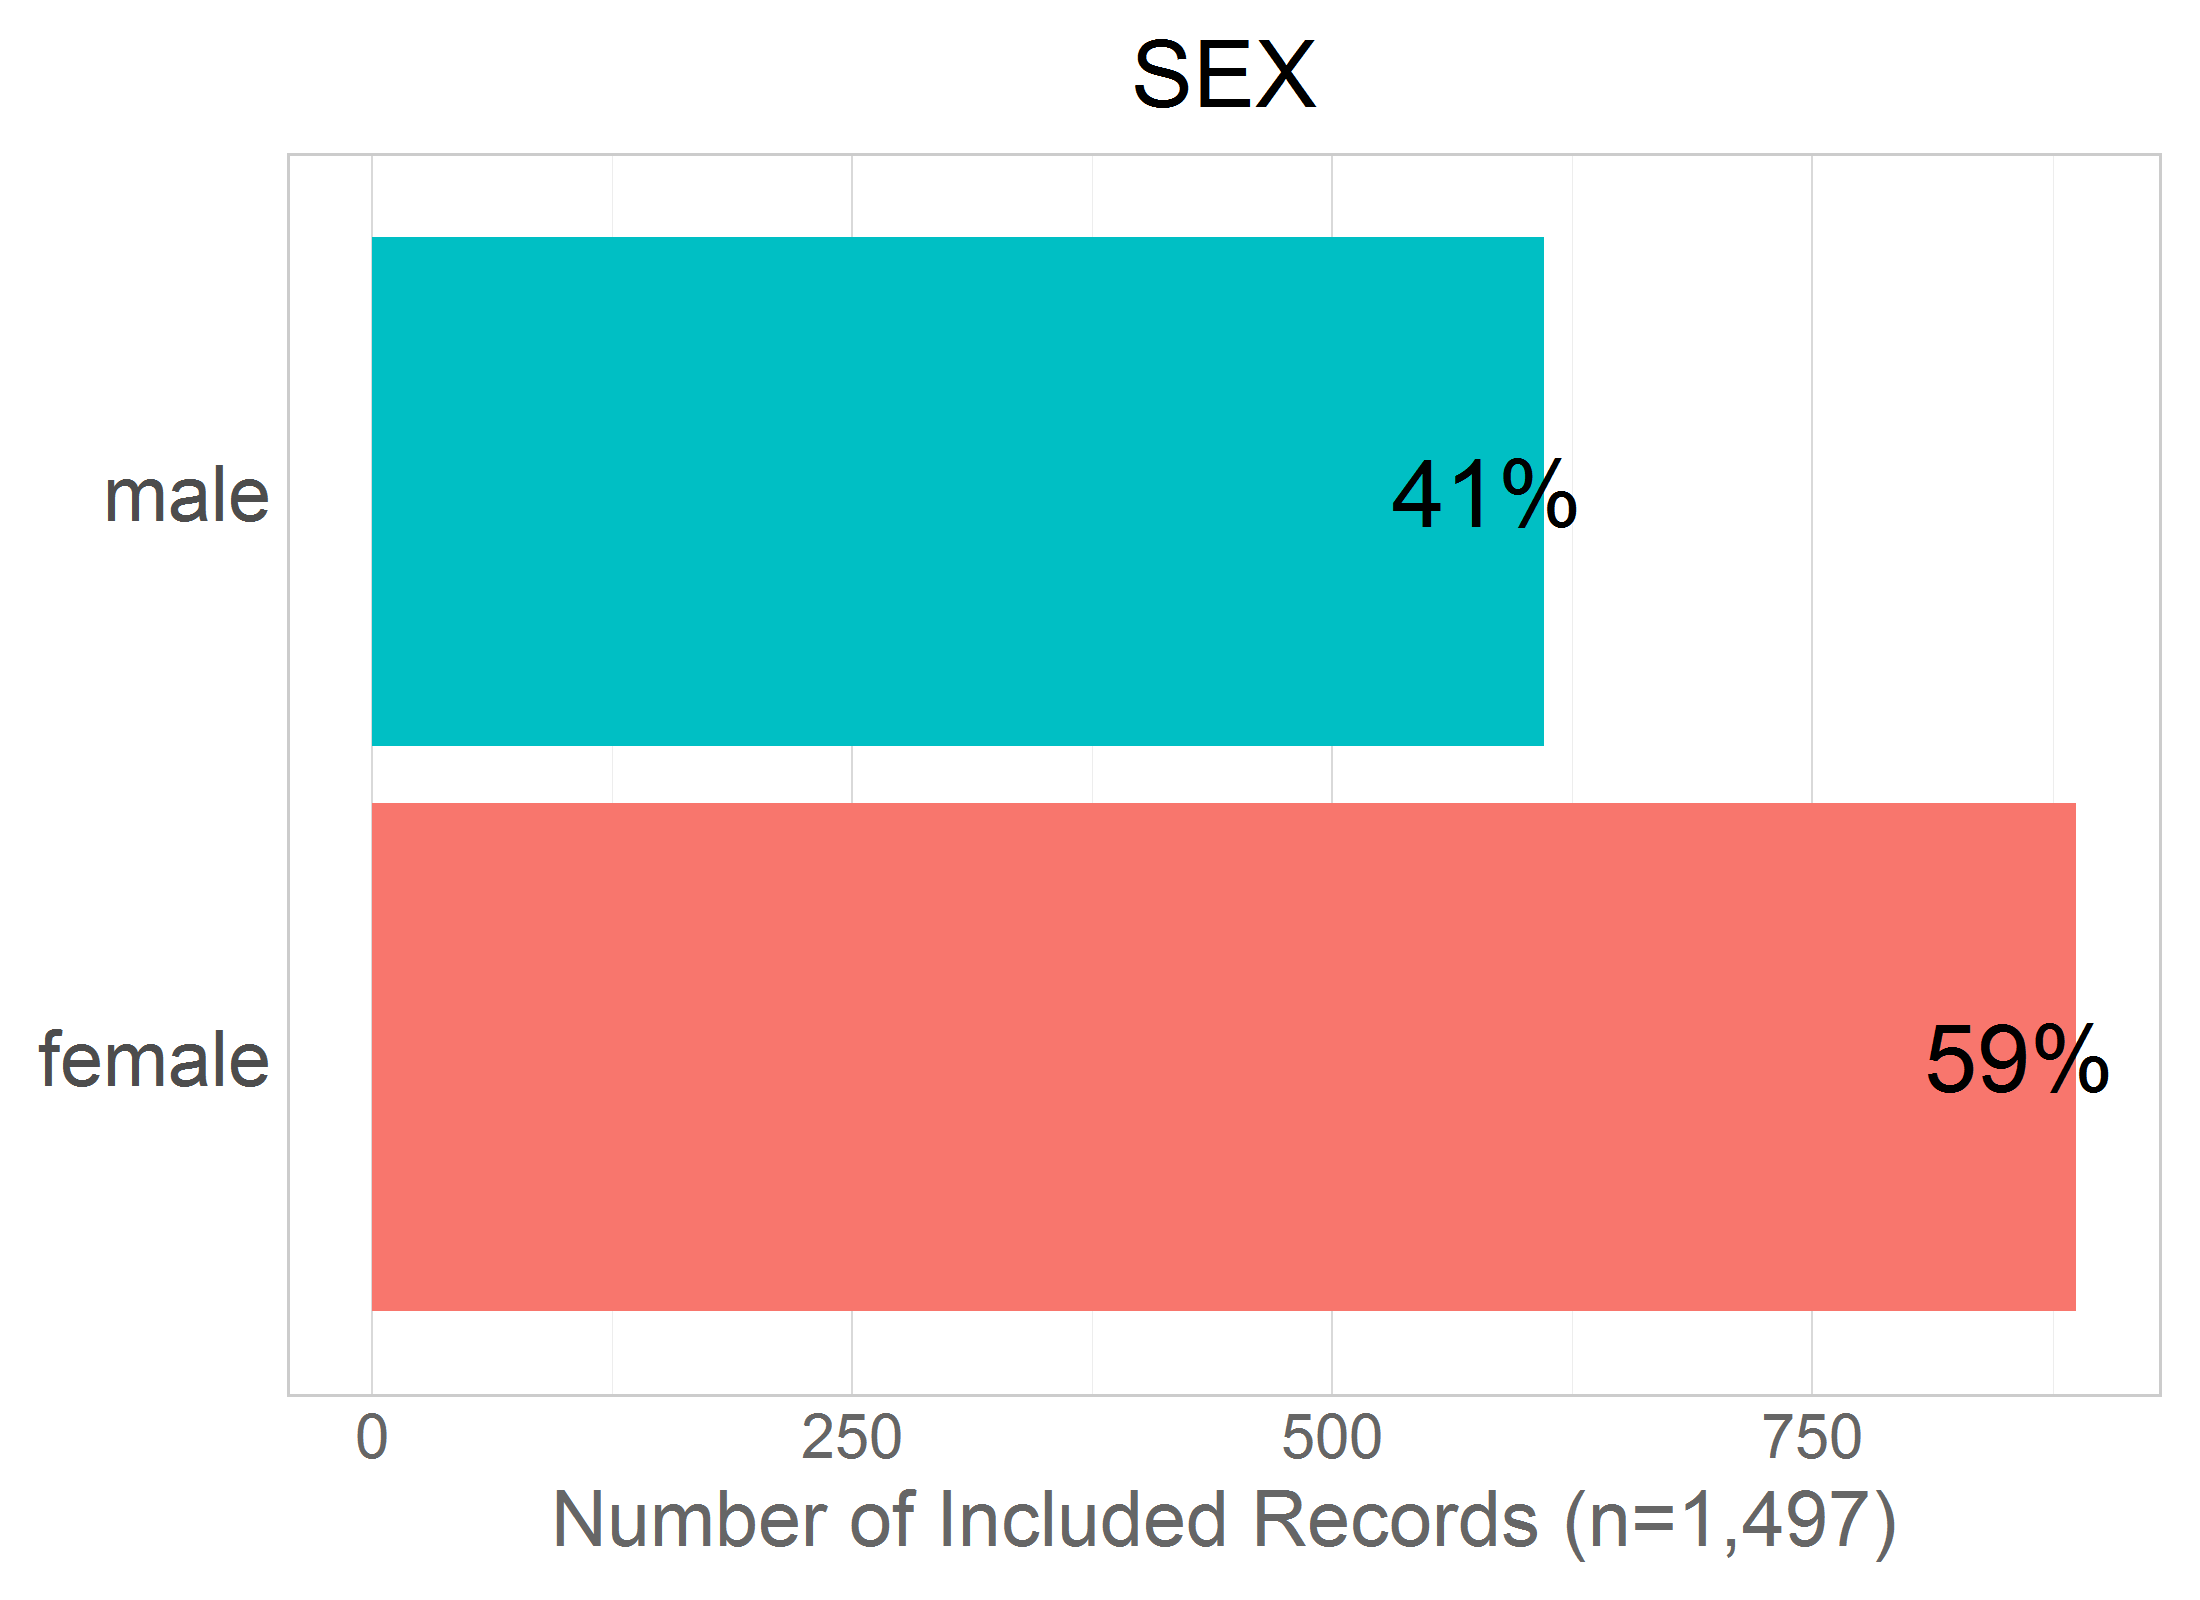 SEX
male
41%
female
59%
0 250 500 750
Number of Included Records (n=1,497)